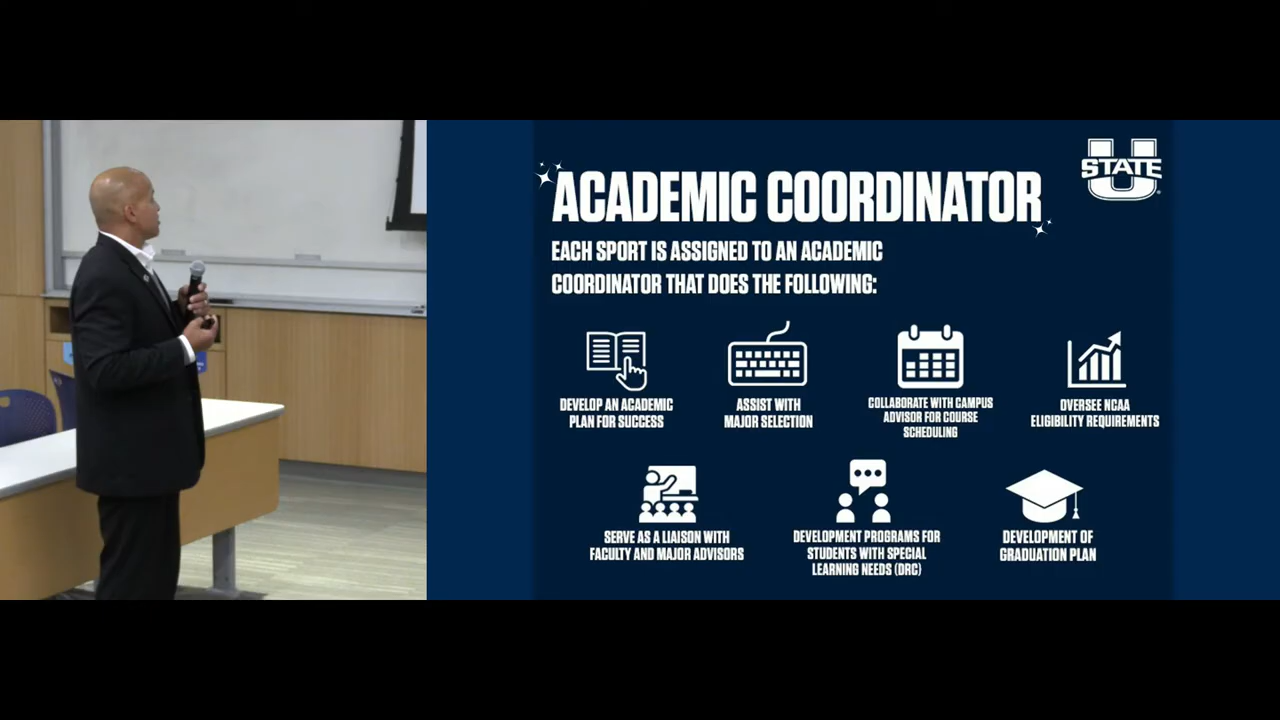 STATE
ACADEMIC COORDINATOR
EACH SPORT IS ASSIGNED TO AN ACADEMIC
COORDINATOR THAT DOES THE FOLLOWING:
DEVELOP AN ACADEMIC
PLAN FOR SUCCESS
ASSIST WITH
MAJOR SELECTION
COLLABORATE WITH CAMPUS
ADVISOR FOR COURSE
SCHEDULING
OVERSEE NCAA
ELIGIBILITY REQUIREMENTS
SERVE AS A LIAISON WITH
FACULTY AND MAJOR ADVISORS
DEVELOPMENT PROGRAMS FOR
STUDENTS WITH SPECIAL
LEARNING NEEDS (DRC)
DEVELOPMENT OF
GRADUATION PLAN